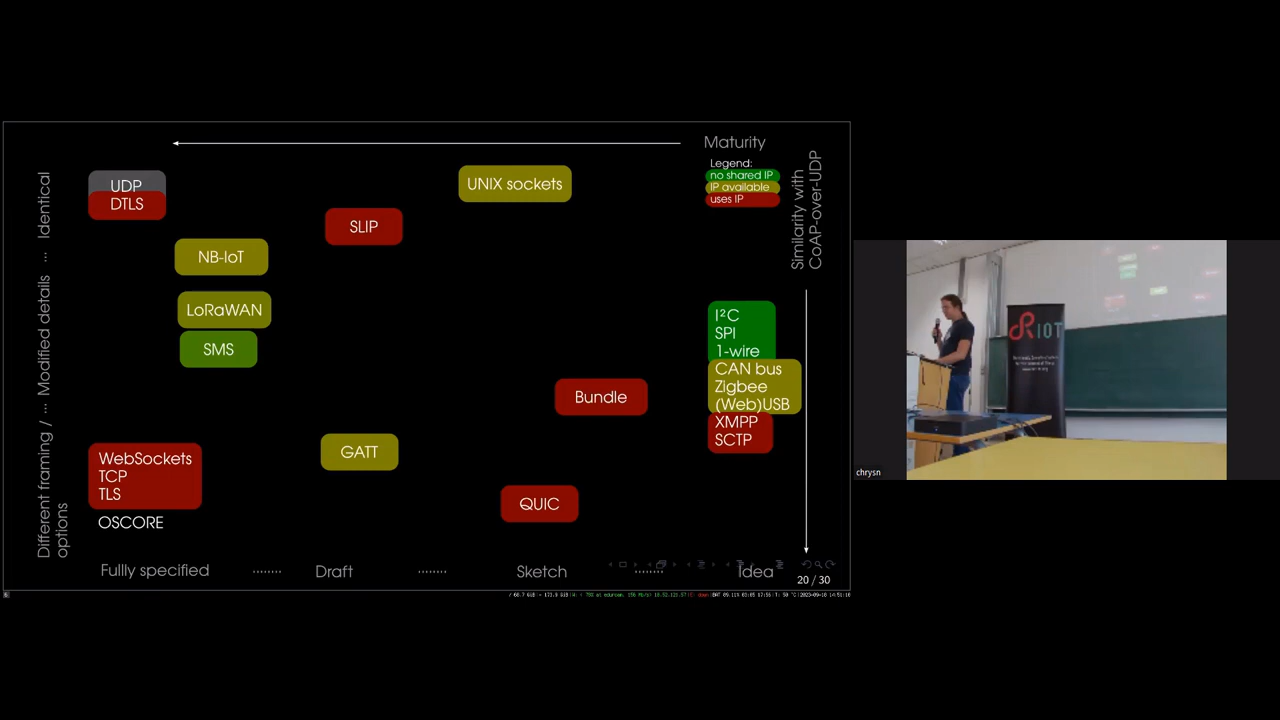 Maturity
Legend:
no shared IP
IP available
uses IP
Similarity with
CoAP-over-UDP
Different framing / ... Modified details ... Identical
options
UDP
DTLS
UNIX sockets
SLIP
NB-IoT
LoRaWAN
SMS
I²C
SPI
1-wire
CAN bus
Zigbee
(Web)USB
XMPP
SCTP
Bundle
GATT
WebSockets
TCP
TLS
OSCORE
QUIC
Fullly specified ....... Draft ....... Sketch ....... Idea
20 / 30
RIOT
chrysn